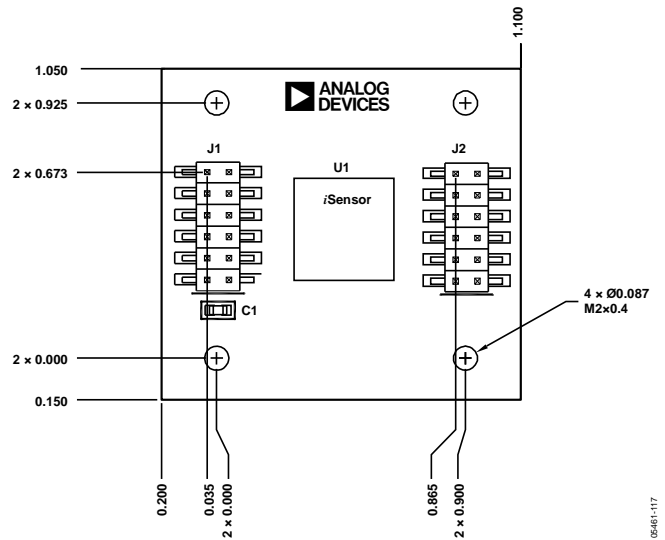 1.100
1.050
ANALOG
DEVICES
2 × 0.925
J1
J2
2 × 0.673
U1
iSensor
4 × Ø0.087
M2×0.4
C1
2 × 0.000
0.150
0.200
0.035
2 × 0.000
0.865
2 × 0.900
05461-117